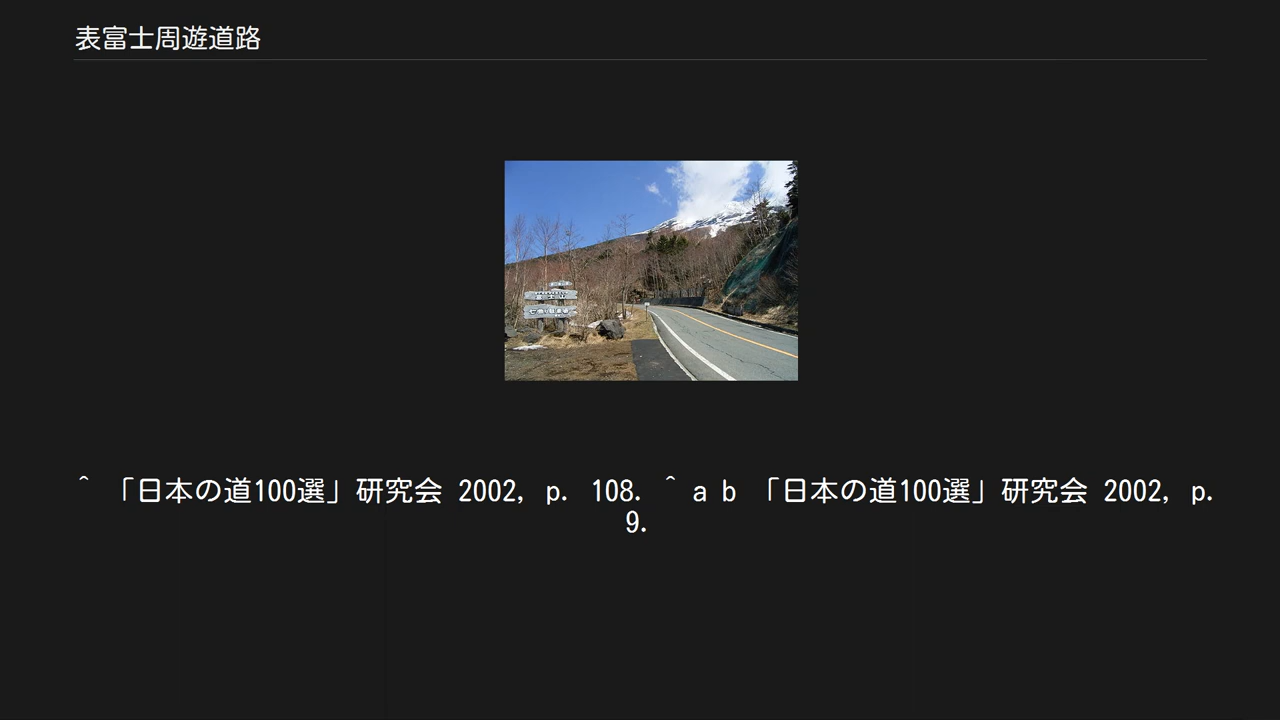 表富士周遊道路
^ 「日本の道100選」研究会 2002, p. 108. ^ a b 「日本の道100選」研究会 2002, p.
9.